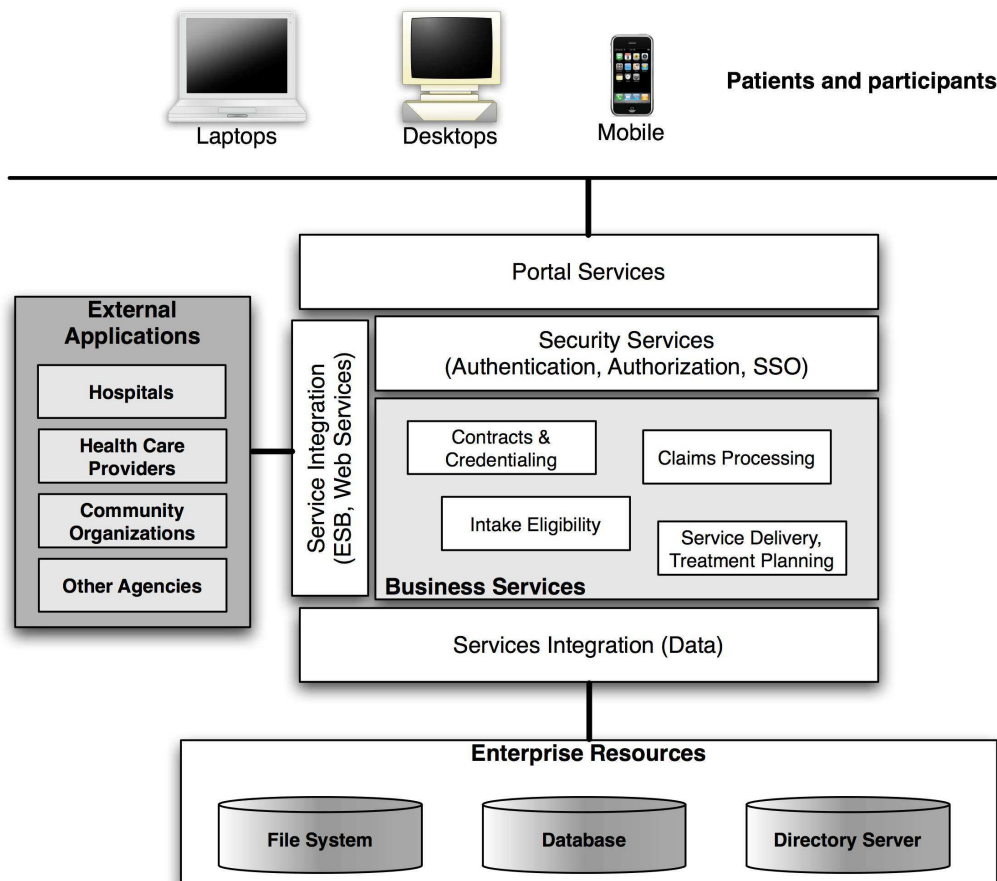 Patients and participants
Laptops
Desktops
Mobile
Portal Services
External
Applications
Hospitals
Health Care
Providers
Community
Organizations
Other Agencies
Service Integration
(ESB, Web Services)
Security Services
(Authentication, Authorization, SSO)
Contracts &
Credentialing
Claims Processing
Intake Eligibility
Service Delivery,
Treatment Planning
Business Services
Services Integration (Data)
Enterprise Resources
File System
Database
Directory Server